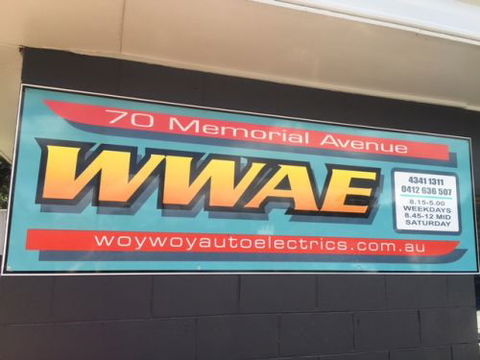 70 Memorial Avenue
WWAE
4341 1311
0412 636 507
8.15-5.00
WEEKDAYS
8.45-12 MID
SATURDAY
woywoyautoelectrics.com.au